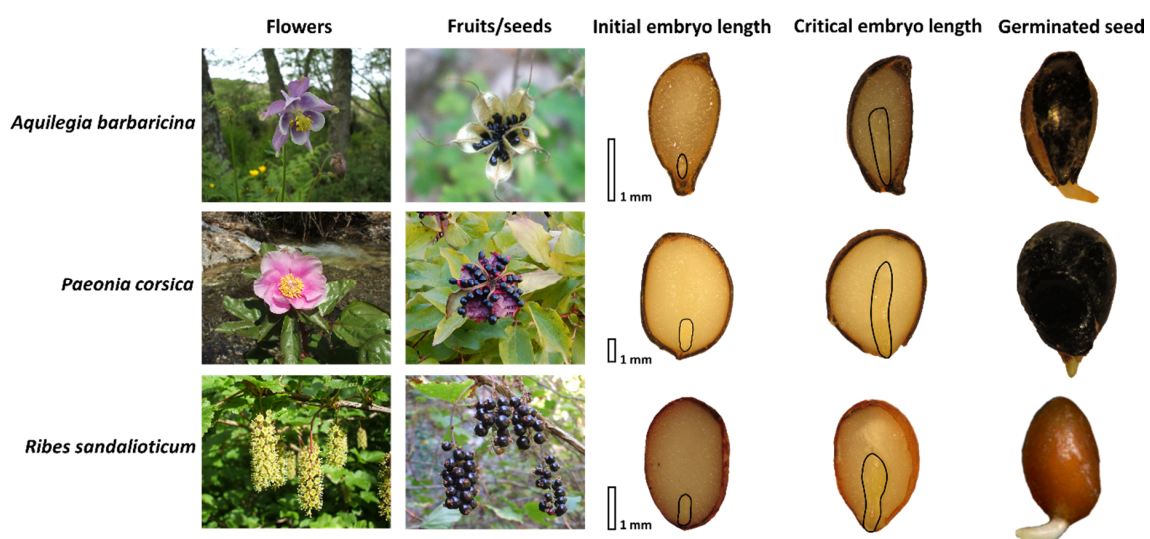 Flowers
Fruits/seeds
Initial embryo length
Critical embryo length
Germinated seed
Aquilegia barbaricina
1 mm
Paeonia corsica
1 mm
Ribes sandalioticum
1 mm